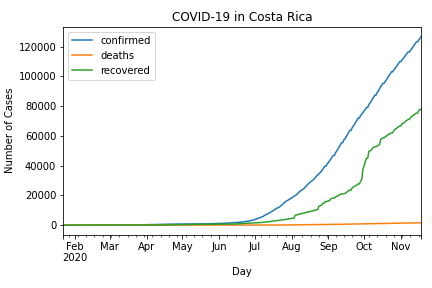 COVID-19 in Costa Rica
confirmed
deaths
recovered
120000
100000
80000
60000
40000
20000
0
Number of Cases
Feb Mar Apr May Jun Jul Aug Sep Oct Nov
2020
Day